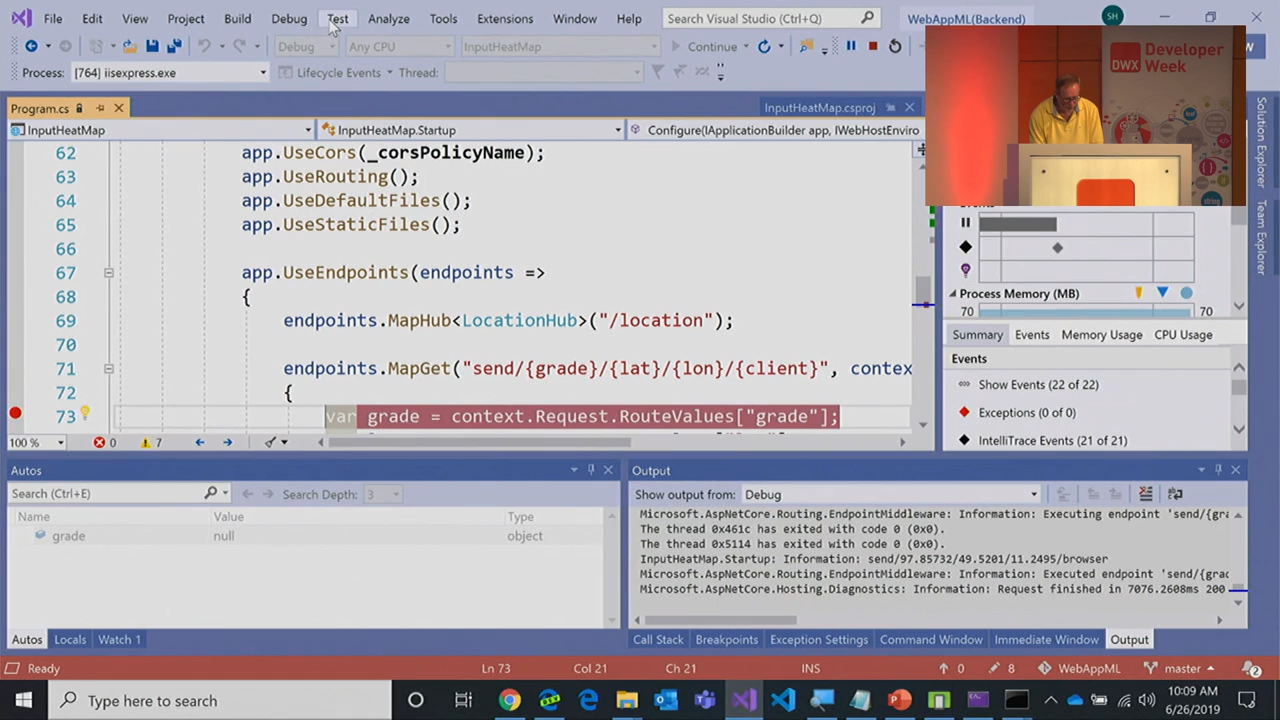 File Edit View Project Build Debug Test Analyze Tools Extensions Window Help Search Visual Studio (Ctrl+Q) WebAppML(Backend) SH
Debug Any CPU InputHeatMap Continue
Process: [764] iisexpress.exe Lifecycle Events Thread:
Developer
DWX Week
Program.cs InputHeatMap.csproj
InputHeatMap InputHeatMap.Startup Configure(IApplicationBuilder app, IWebHostEnviro
62 app.UseCors(_corsPolicyName);
63 app.UseRouting();
64 app.UseDefaultFiles();
65 app.UseStaticFiles();
66
67 app.UseEndpoints(endpoints =>
68 {
69 endpoints.MapHub<LocationHub>("/location");
70
71 endpoints.MapGet("send/{grade}/{lat}/{lon}/{client}", contex
72 {
73 var grade = context.Request.RouteValues["grade"];
100 % 0 7
Solution Explorer
Team Explorer
Events
Process Memory (MB)
70 70
Summary Events Memory Usage CPU Usage
Events
Show Events (22 of 22)
Exceptions (0 of 0)
IntelliTrace Events (21 of 21)
Autos
Search (Ctrl+E) Search Depth: 3
Name Value Type
grade null object
Autos Locals Watch 1
Output
Show output from: Debug
Microsoft.AspNetCore.Routing.EndpointMiddleware: Information: Executing endpoint 'send/{gra
The thread 0x461c has exited with code 0 (0x0).
The thread 0x5114 has exited with code 0 (0x0).
InputHeatMap.Startup: Information: send/97.85732/49.5201/11.2495/browser
Microsoft.AspNetCore.Routing.EndpointMiddleware: Information: Executed endpoint 'send/{grad
Microsoft.AspNetCore.Hosting.Diagnostics: Information: Request finished in 7076.2608ms 200
Call Stack Breakpoints Exception Settings Command Window Immediate Window Output
Ready Ln 73 Col 21 Ch 21 INS 0 8 WebAppML master 2
Type here to search 10:09 AM
6/26/2019